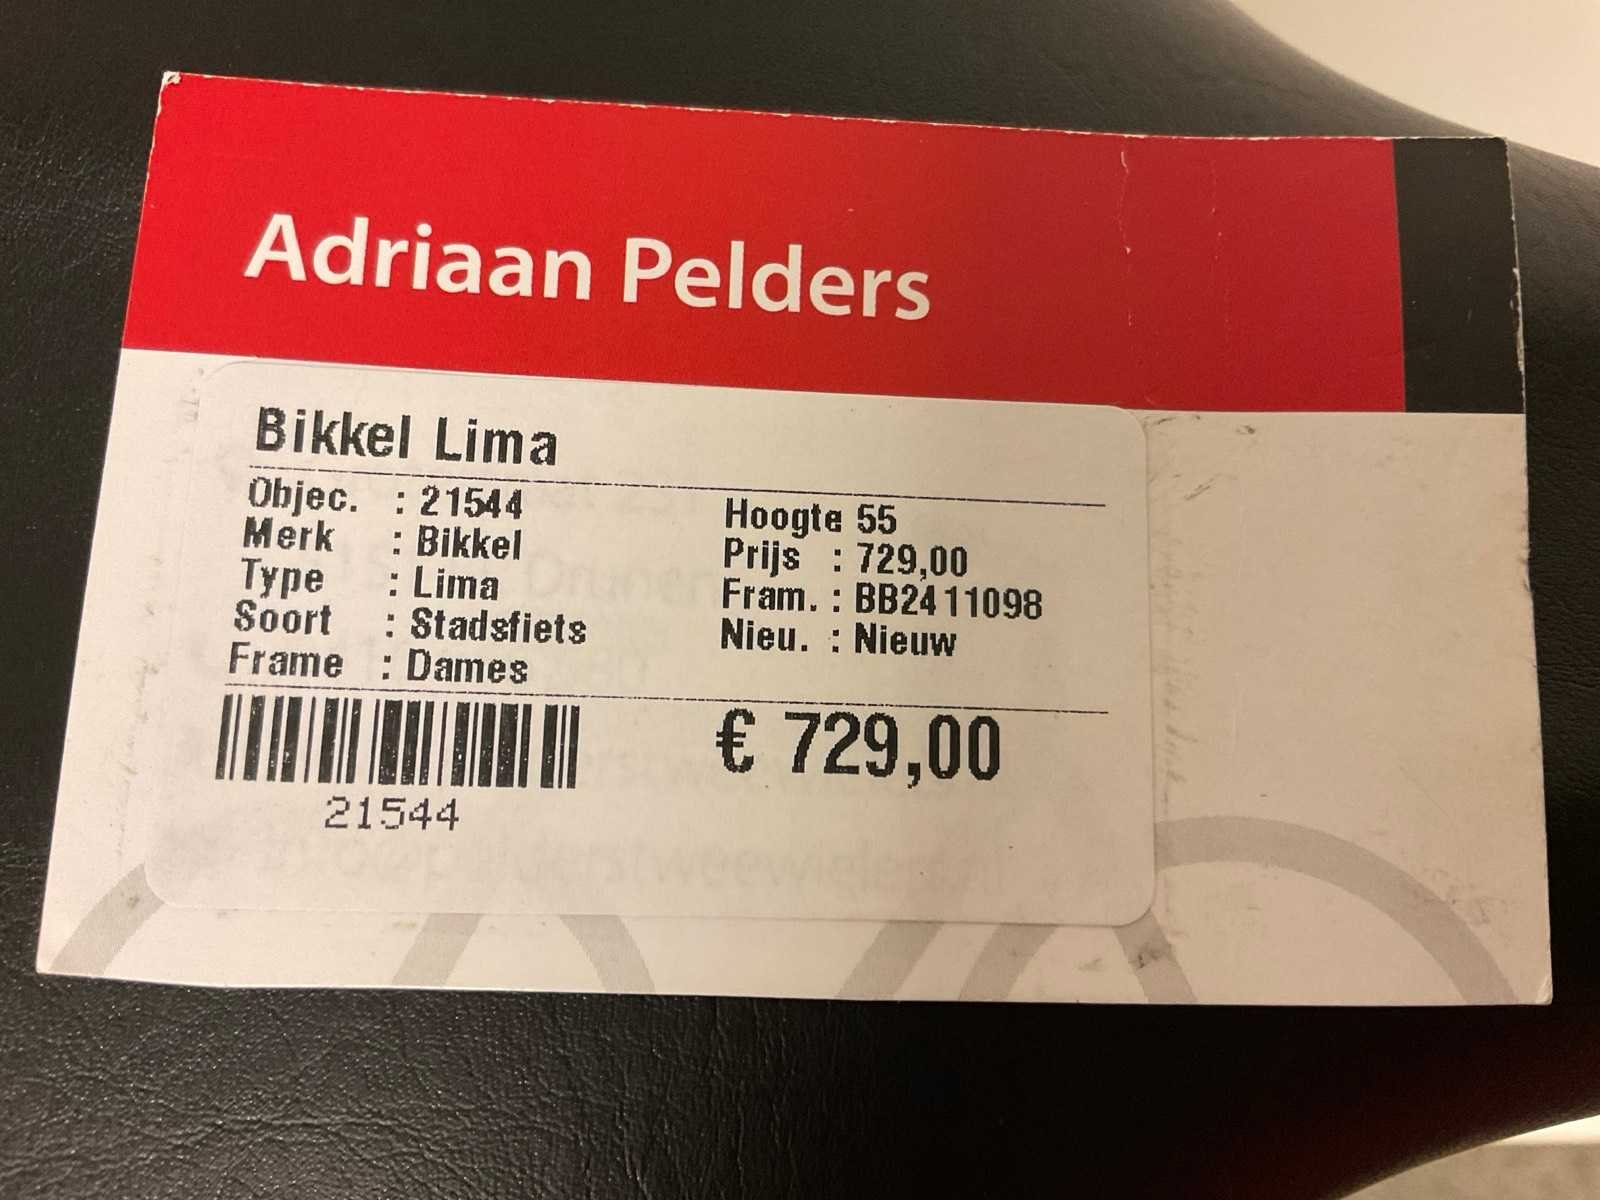 Adriaan Pelders
Bikkel Lima
Objec. : 21544
Merk : Bikkel
Type : Lima
Soort : Stadsfiets
Frame : Dames
Hoogte 55
Prijs : 729,00
Fram. : BB2411098
Nieu. : Nieuw
€ 729,00
21544